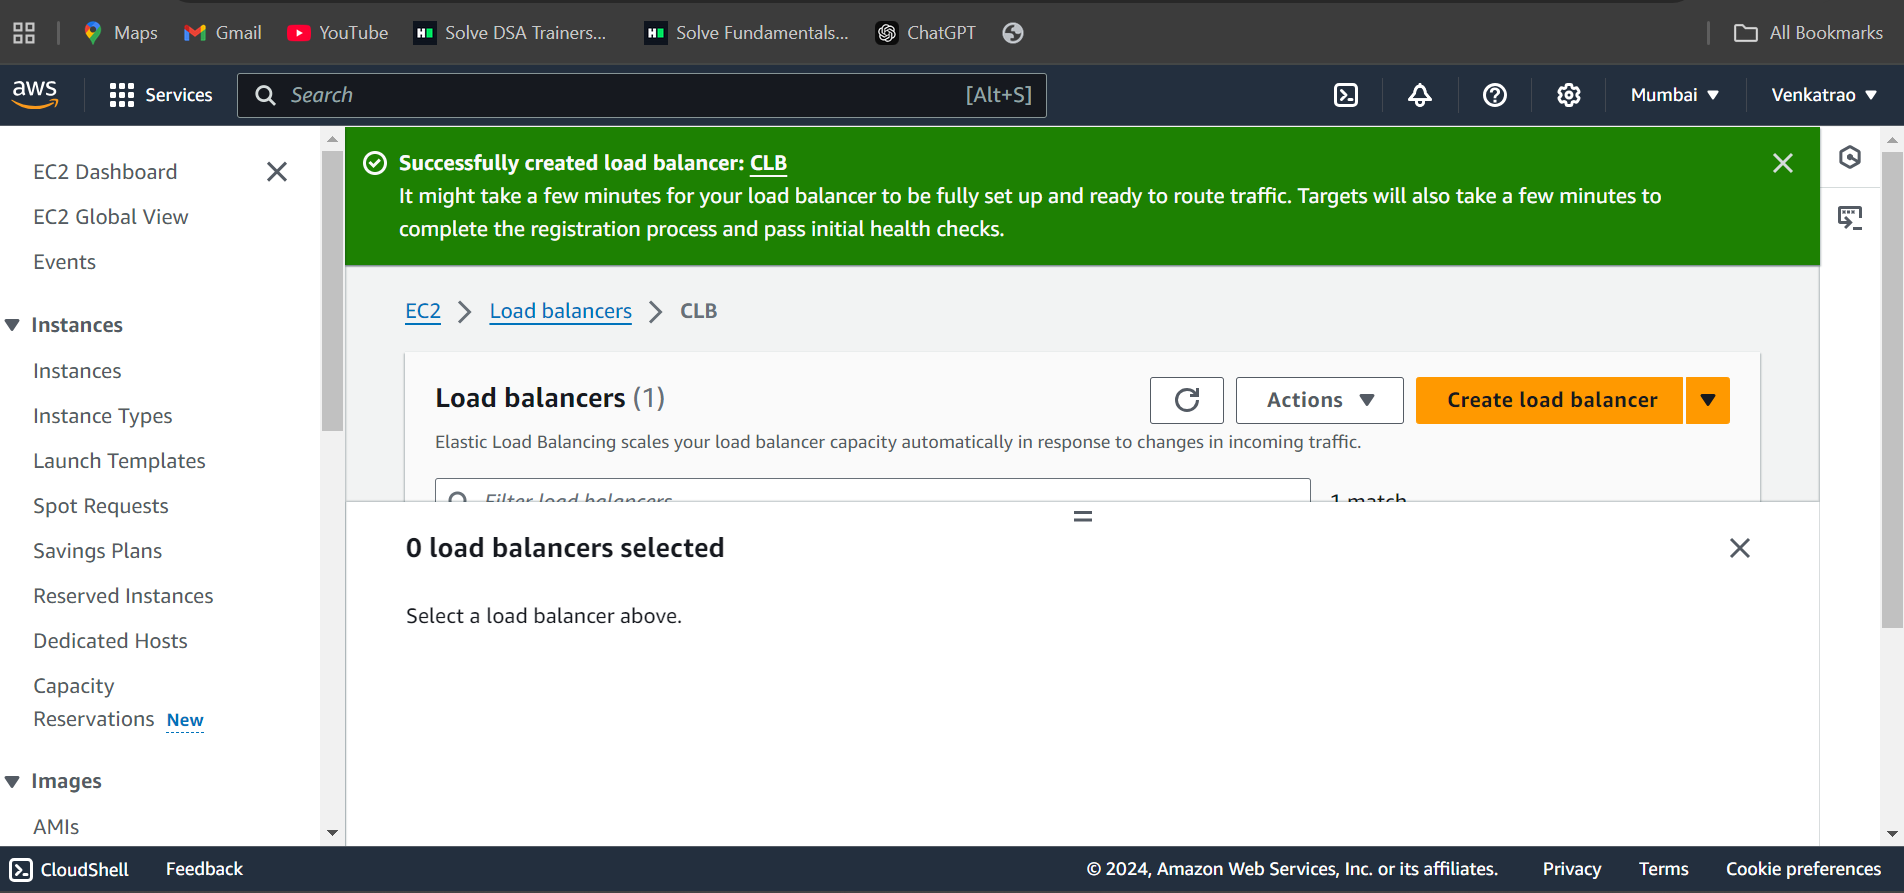 Maps
Gmail
YouTube
Solve DSA Trainers...
Solve Fundamentals...
ChatGPT
All Bookmarks
aws
Services
Search
[Alt+S]
Mumbai
Venkatrao
EC2 Dashboard
EC2 Global View
Events
Instances
Instances
Instance Types
Launch Templates
Spot Requests
Savings Plans
Reserved Instances
Dedicated Hosts
Capacity
Reservations New
Images
AMIs
Successfully created load balancer: CLB
It might take a few minutes for your load balancer to be fully set up and ready to route traffic. Targets will also take a few minutes to
complete the registration process and pass initial health checks.
EC2
Load balancers
CLB
Load balancers (1)
Actions
Create load balancer
Elastic Load Balancing scales your load balancer capacity automatically in response to changes in incoming traffic.
Filter load balancers
1 match
0 load balancers selected
Select a load balancer above.
CloudShell
Feedback
© 2024, Amazon Web Services, Inc. or its affiliates.
Privacy
Terms
Cookie preferences